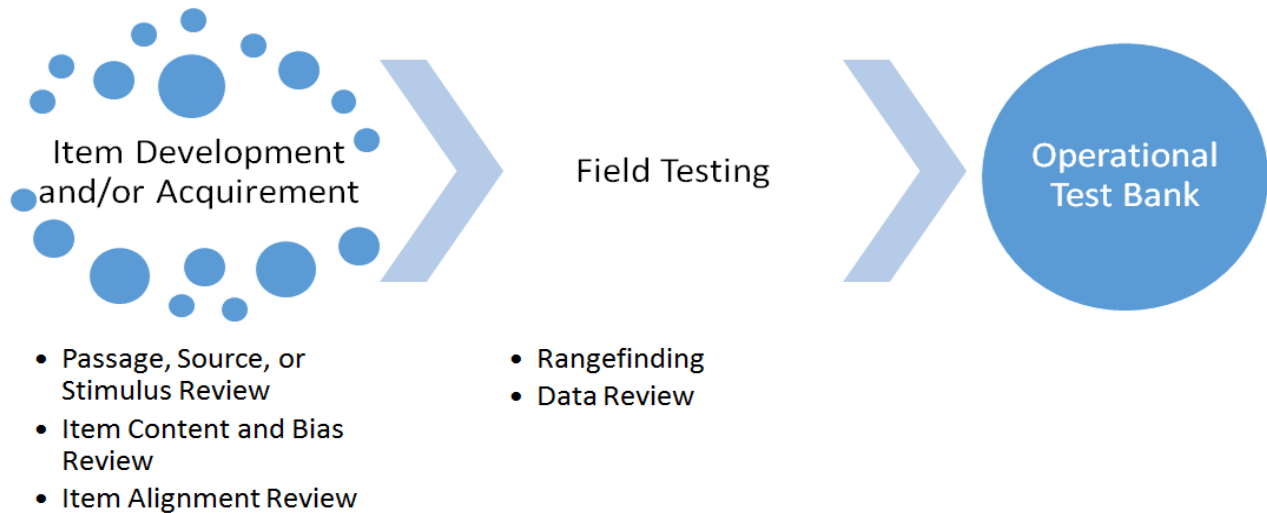 Item Development
and/or Acquirement
Field Testing
Operational
Test Bank
• Passage, Source, or
Stimulus Review
• Item Content and Bias
Review
• Item Alignment Review
• Rangefinding
• Data Review